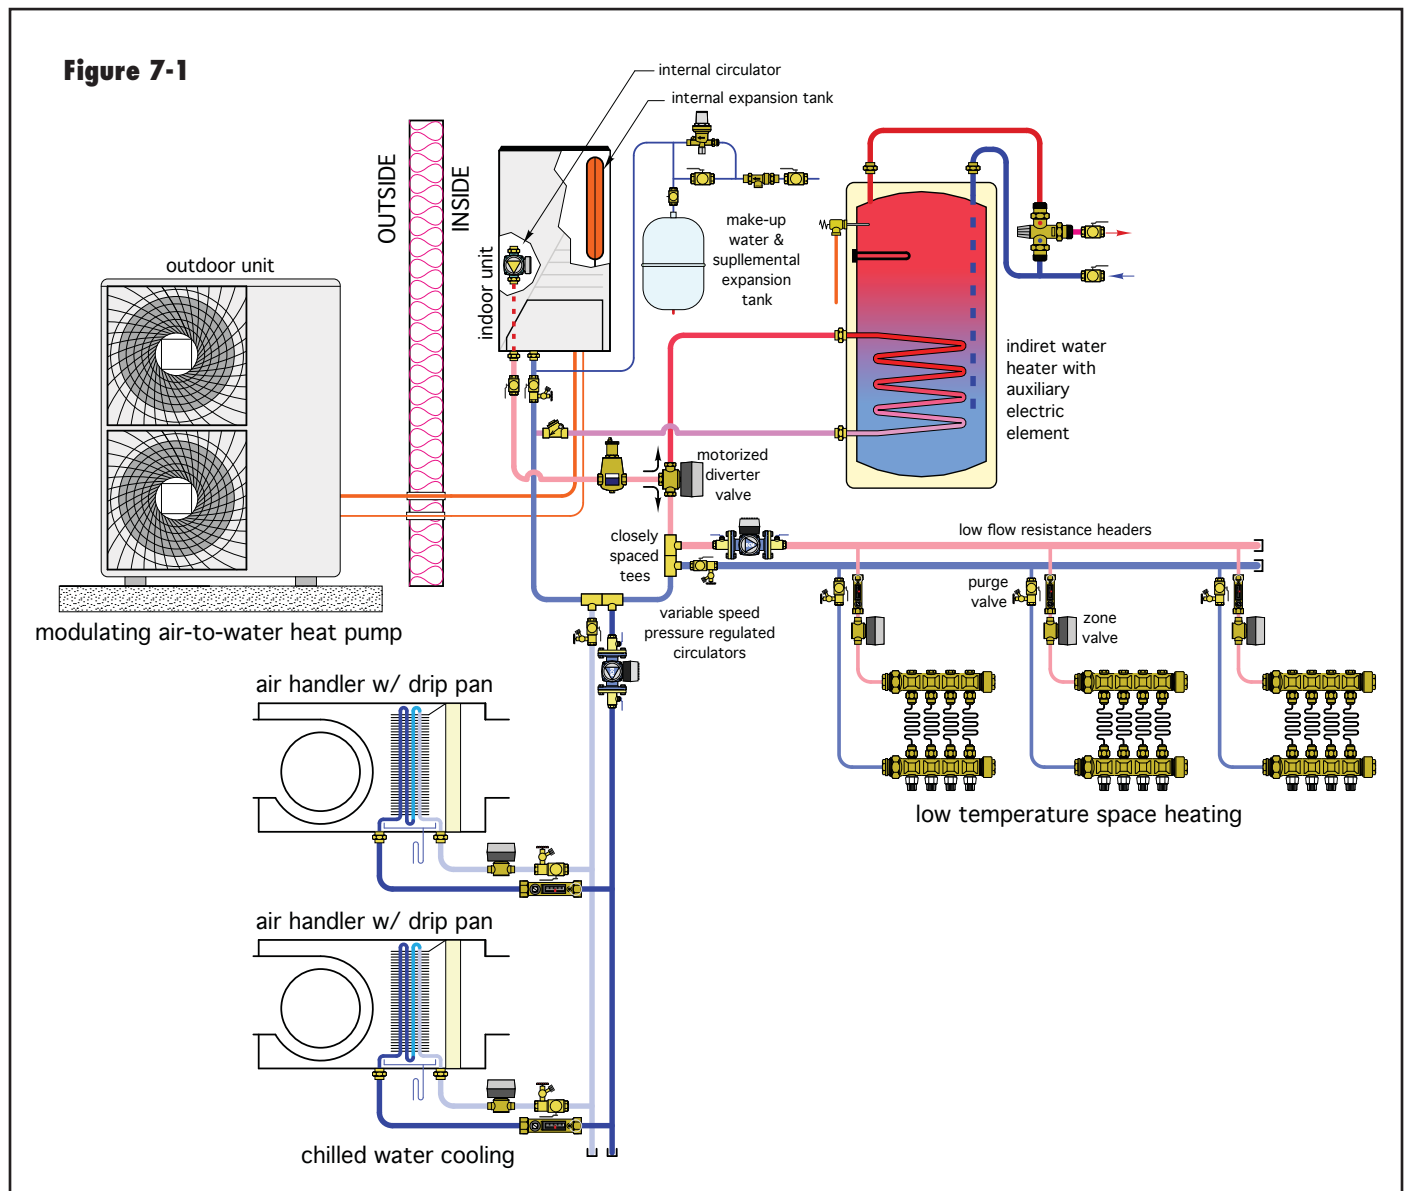 Figure 7-1
internal circulator
internal expansion tank
OUTSIDE
INSIDE
indoor unit
outdoor unit
make-up
water &
supllemental
expansion
tank
indiret water
heater with
auxiliary
electric
element
motorized
diverter
valve
closely
spaced
tees
low flow resistance headers
purge
valve
zone
valve
variable speed
pressure regulated
circulators
modulating air-to-water heat pump
air handler w/ drip pan
low temperature space heating
air handler w/ drip pan
chilled water cooling